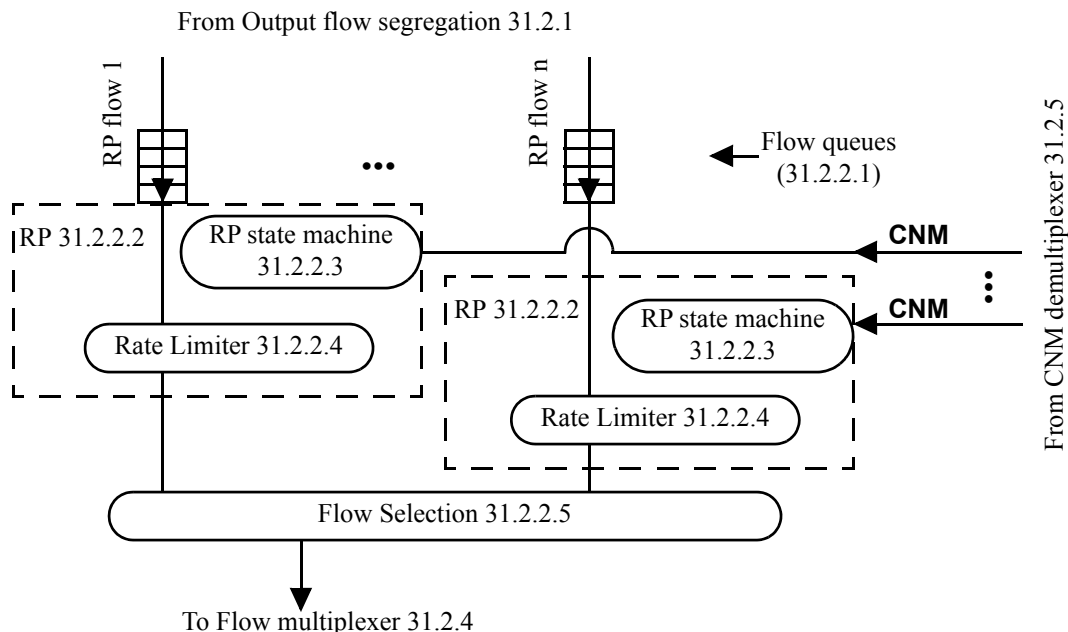 From Output flow segregation 31.2.1
RP flow 1
RP flow n
Flow queues
(31.2.2.1)
From CNM demultiplexer 31.2.5
RP 31.2.2.2
RP state machine
31.2.2.3
CNM
RP 31.2.2.2
RP state machine
31.2.2.3
CNM
Rate Limiter 31.2.2.4
Rate Limiter 31.2.2.4
Flow Selection 31.2.2.5
To Flow multiplexer 31.2.4